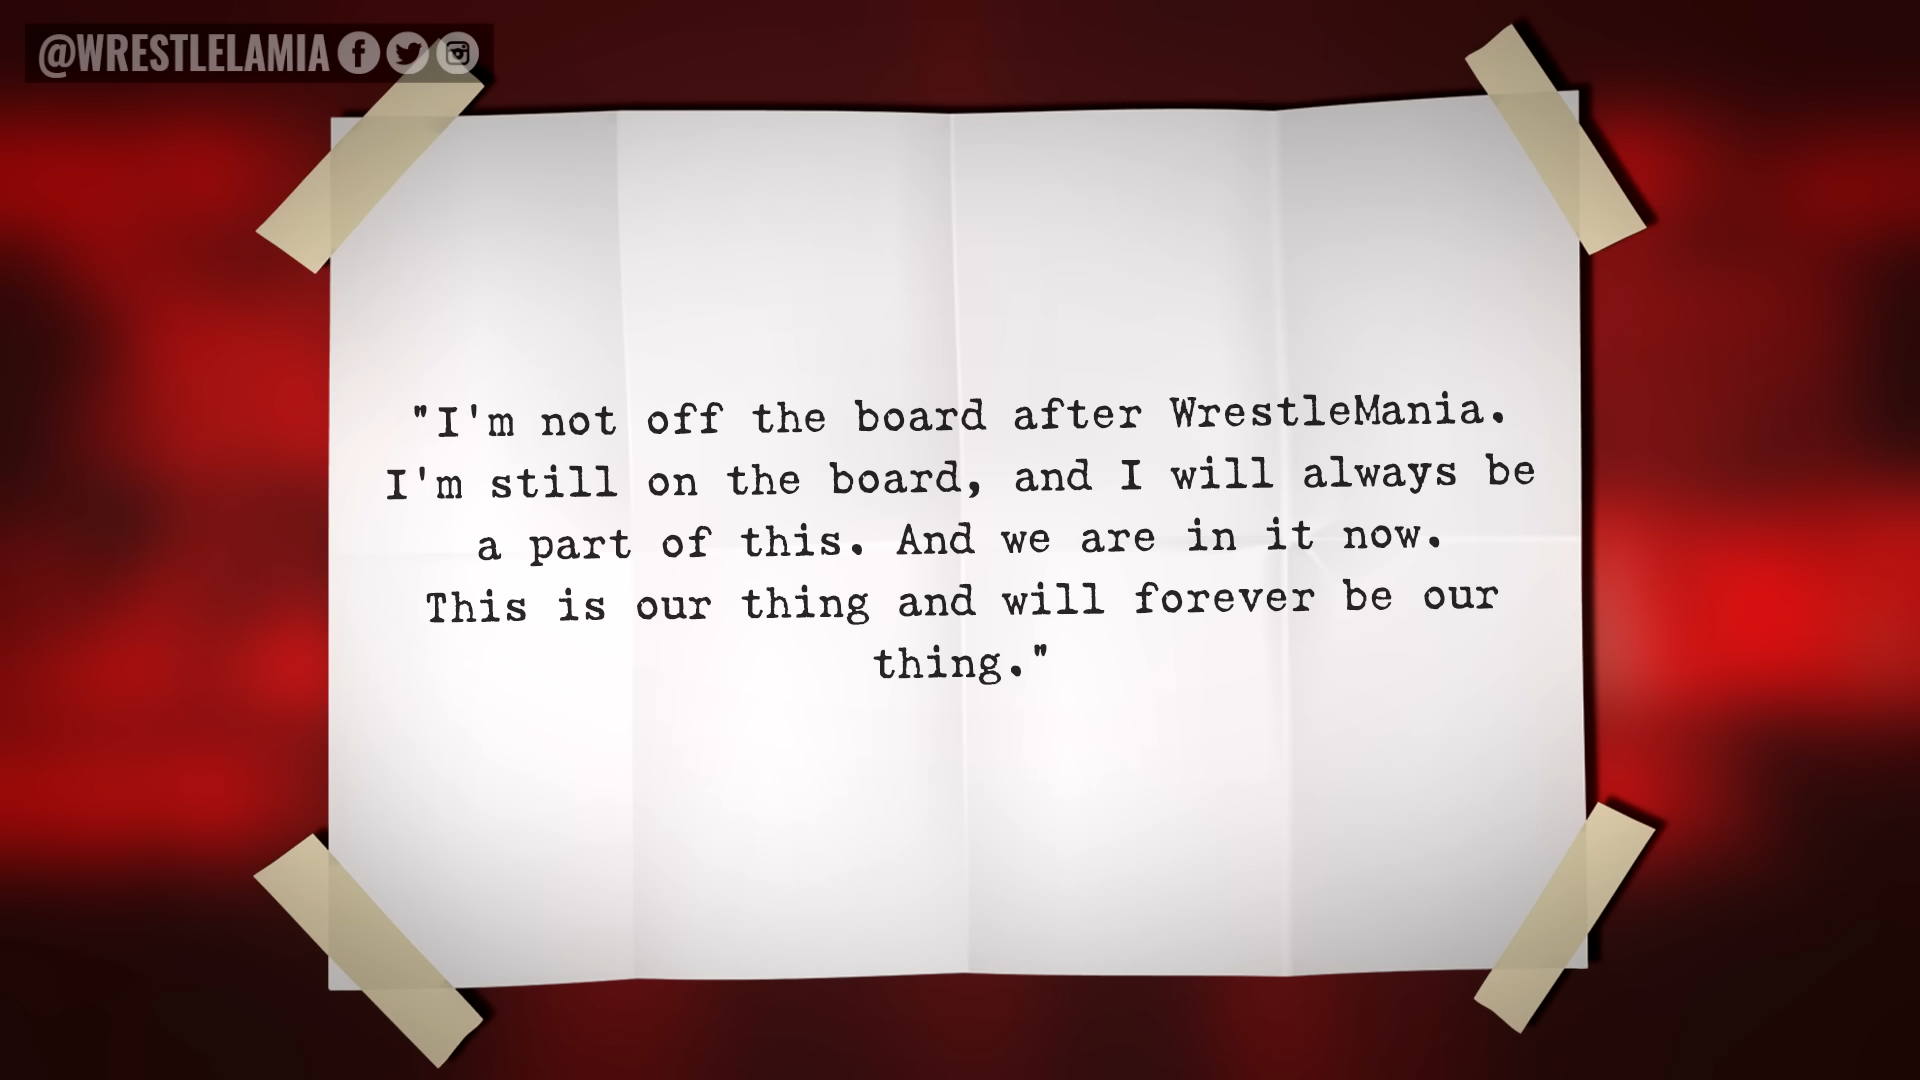 @WRESTLELAMIA
"I'm not off the board after WrestleMania.
I'm still on the board, and I will always be
a part of this. And we are in it now.
This is our thing and will forever be our
thing."